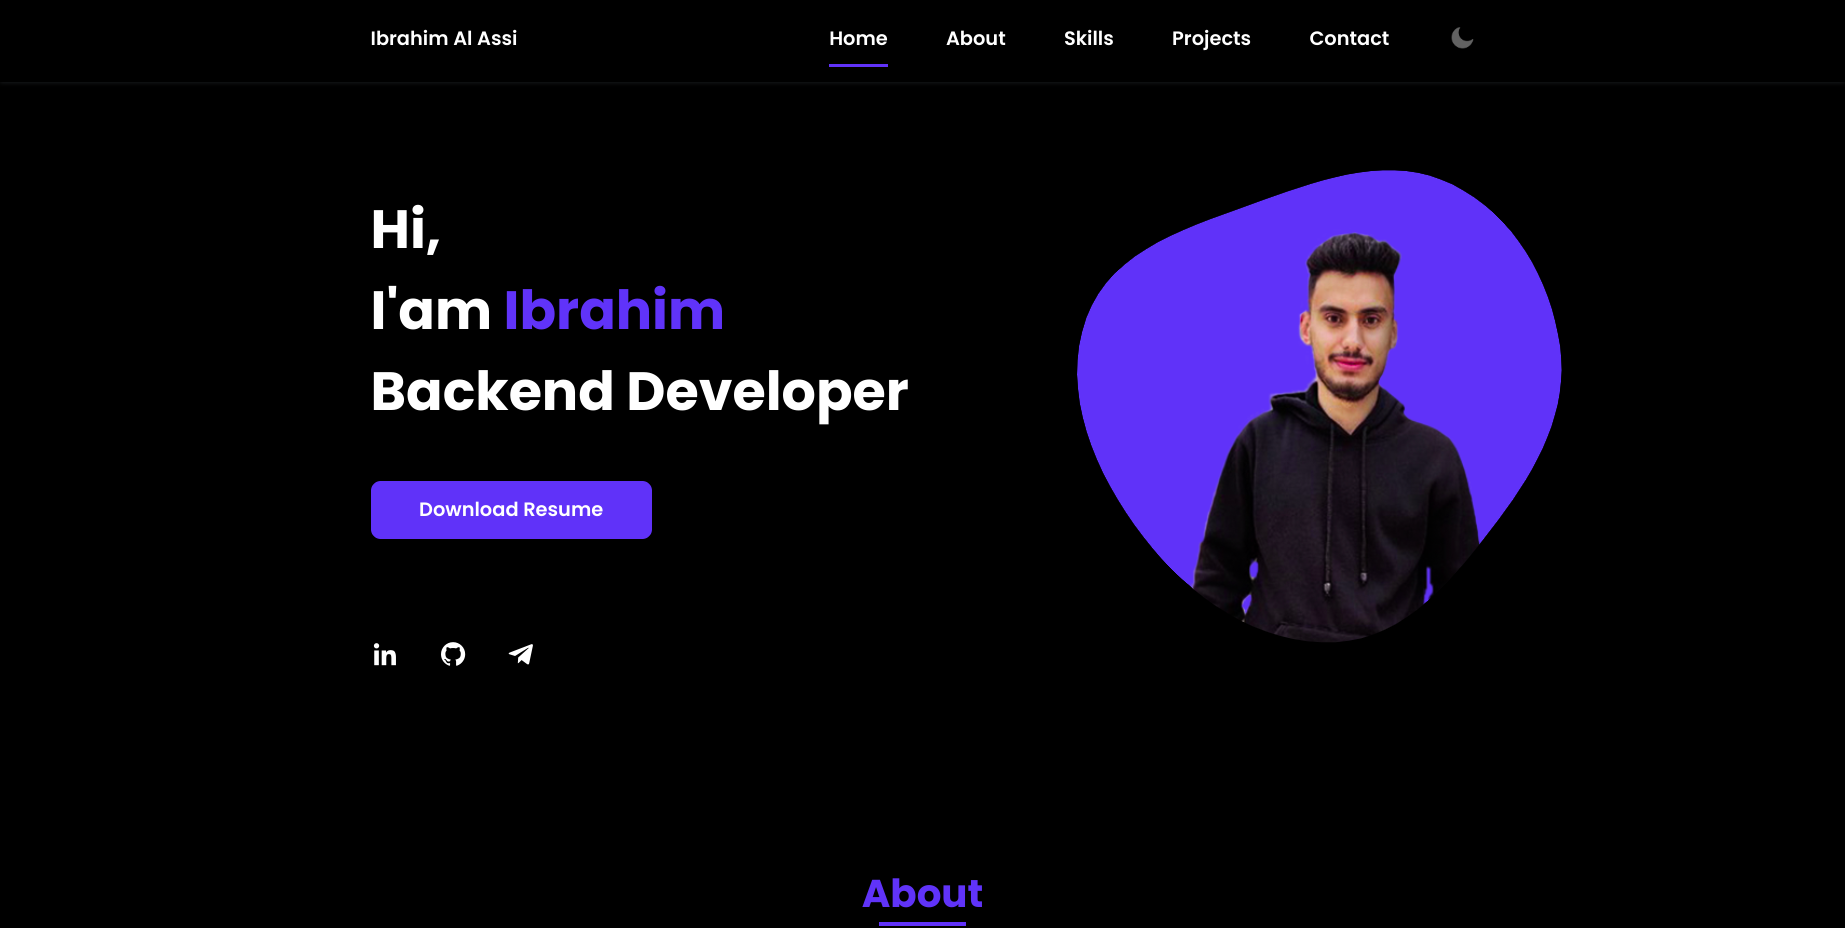 Ibrahim Al Assi
Home
About
Skills
Projects
Contact
Hi,
I'am Ibrahim
Backend Developer
Download Resume
in
About